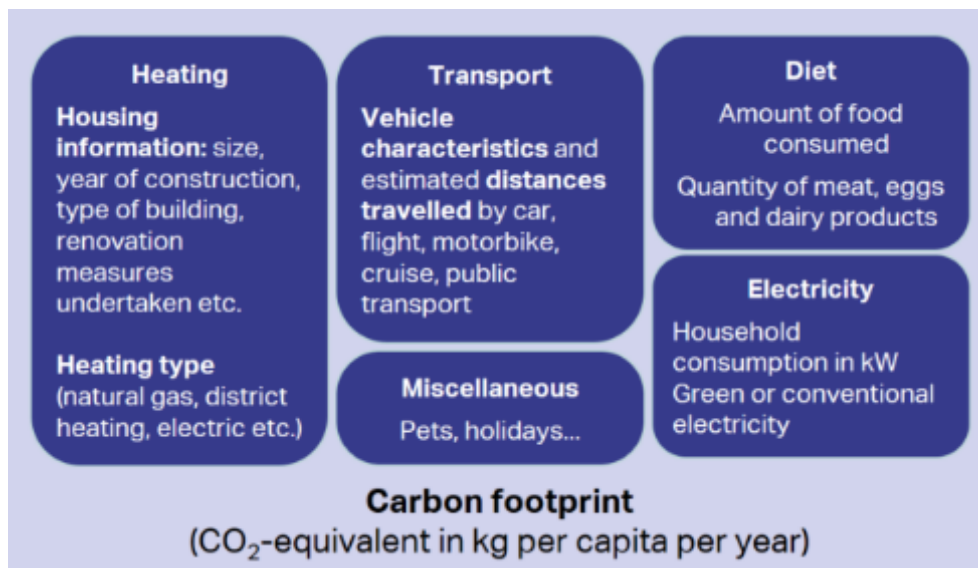 Heating
Housing
information: size,
year of construction,
type of building,
renovation
measures
undertaken etc.
Heating type
(natural gas, district
heating, electric etc.)
Transport
Vehicle
characteristics and
estimated distances
travelled by car,
flight, motorbike,
cruise, public
transport
Miscellaneous
Pets, holidays...
Diet
Amount of food
consumed
Quantity of meat, eggs
and dairy products
Electricity
Household
consumption in kW
Green or conventional
electricity
Carbon footprint
(CO₂-equivalent in kg per capita per year)